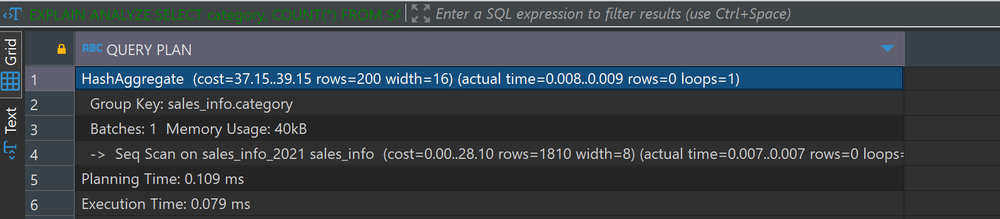 EXPLAIN ANALYZE SELECT category, COUNT(*) FROM SA
Enter a SQL expression to filter results (use Ctrl+Space)
Grid
Text
ABC QUERY PLAN
1 HashAggregate (cost=37.15..39.15 rows=200 width=16) (actual time=0.008..0.009 rows=0 loops=1)
2 Group Key: sales_info.category
3 Batches: 1 Memory Usage: 40kB
4 -> Seq Scan on sales_info_2021 sales_info (cost=0.00..28.10 rows=1810 width=8) (actual time=0.007..0.007 rows=0 loops=
5 Planning Time: 0.109 ms
6 Execution Time: 0.079 ms